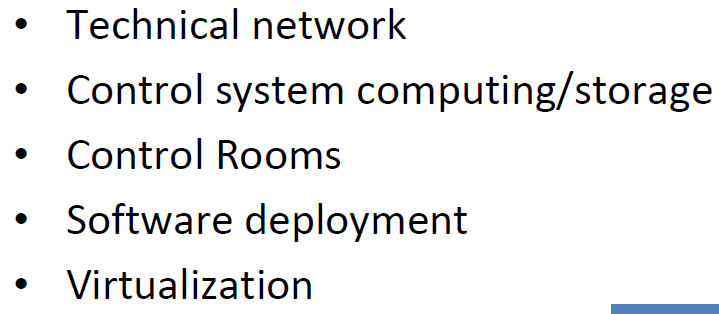 • Technical network
• Control system computing/storage
• Control Rooms
• Software deployment
• Virtualization